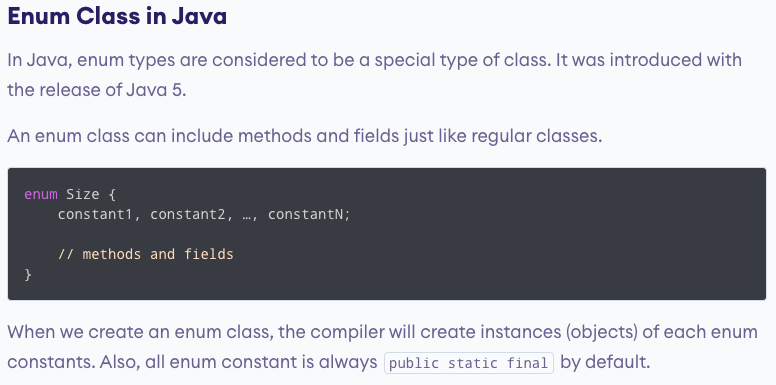 Enum Class in Java
In Java, enum types are considered to be a special type of class. It was introduced with
the release of Java 5.
An enum class can include methods and fields just like regular classes.
enum Size {
    constant1, constant2, …, constantN;
    // methods and fields
}
When we create an enum class, the compiler will create instances (objects) of each enum
constants. Also, all enum constant is always public static final by default.